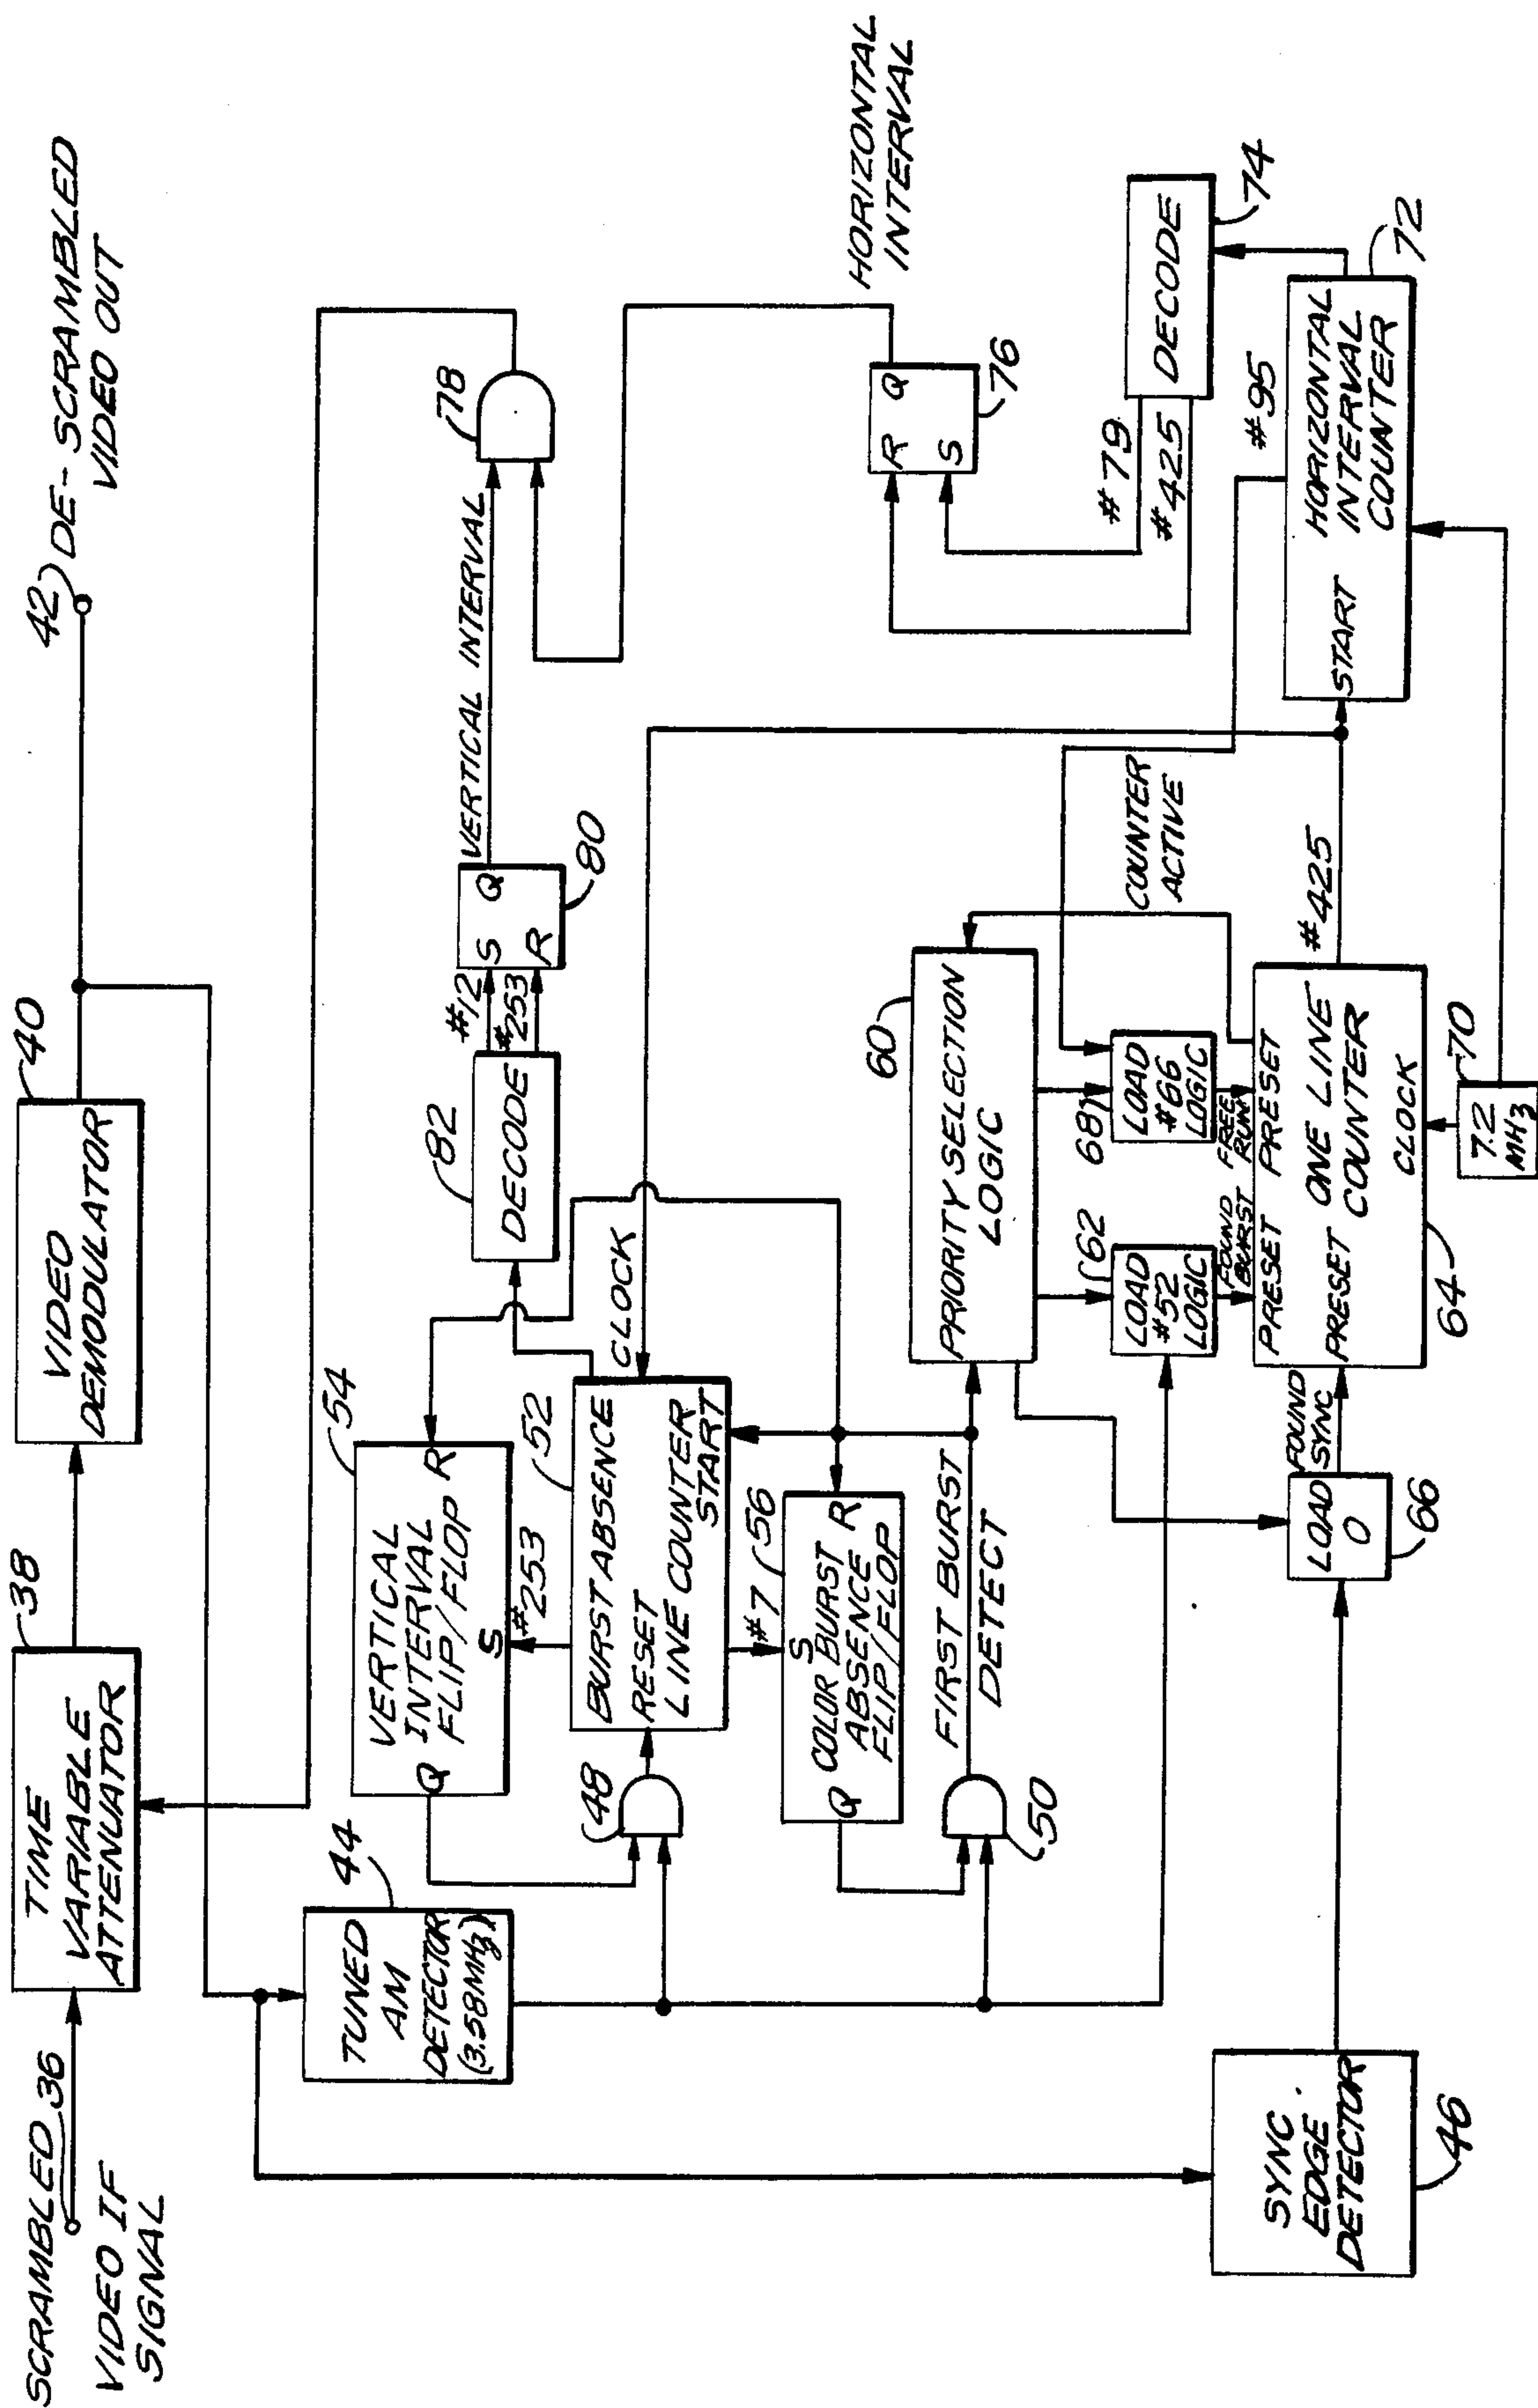 SCRAMBLED 36
VIDEO IF
SIGNAL
38
TIME
VARIABLE
ATTENUATOR
40
VIDEO
DEMODULATOR
42 DE-SCRAMBLED
VIDEO OUT
44
TUNED
AM
DETECTOR
(3.58MHz)
54
VERTICAL
INTERVAL
FLIP/FLOP
Q
R
S
#253
48
52
BURST ABSENCE
RESET
LINE COUNTER
START
CLOCK
#7
56
S
COLOR BURST
ABSENCE
FLIP/FLOP
Q
R
FIRST BURST
DETECT
50
82
DECODE
#12
#253
S
Q
R
80
VERTICAL INTERVAL
78
HORIZONTAL
INTERVAL
R
Q
S
76
#79
#425
DECODE
74
60
PRIORITY SELECTION
LOGIC
62
LOAD
#52
LOGIC
FOUND
BURST
68
LOAD
#66
LOGIC
FREE
RUN
COUNTER
ACTIVE
#95
46
SYNC.
EDGE
DETECTOR
LOAD
0
66
FOUND
SYNC
PRESET
PRESET
PRESET
ONE LINE
COUNTER
CLOCK
64
#425
70
7.2
MHz
START
HORIZONTAL
INTERVAL
COUNTER
72